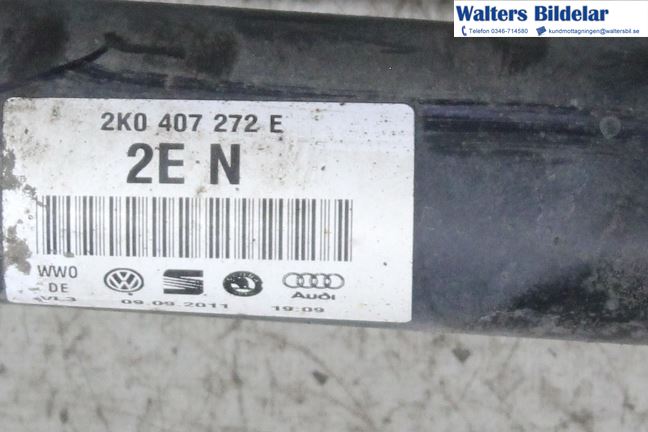 Walters Bildelar
Telefon 0346-714580 kundmottagningen@waltersbil.se
2K0 407 272 E
2E N
WWO
DE
VL3
09.09.2011 19:09
Audi